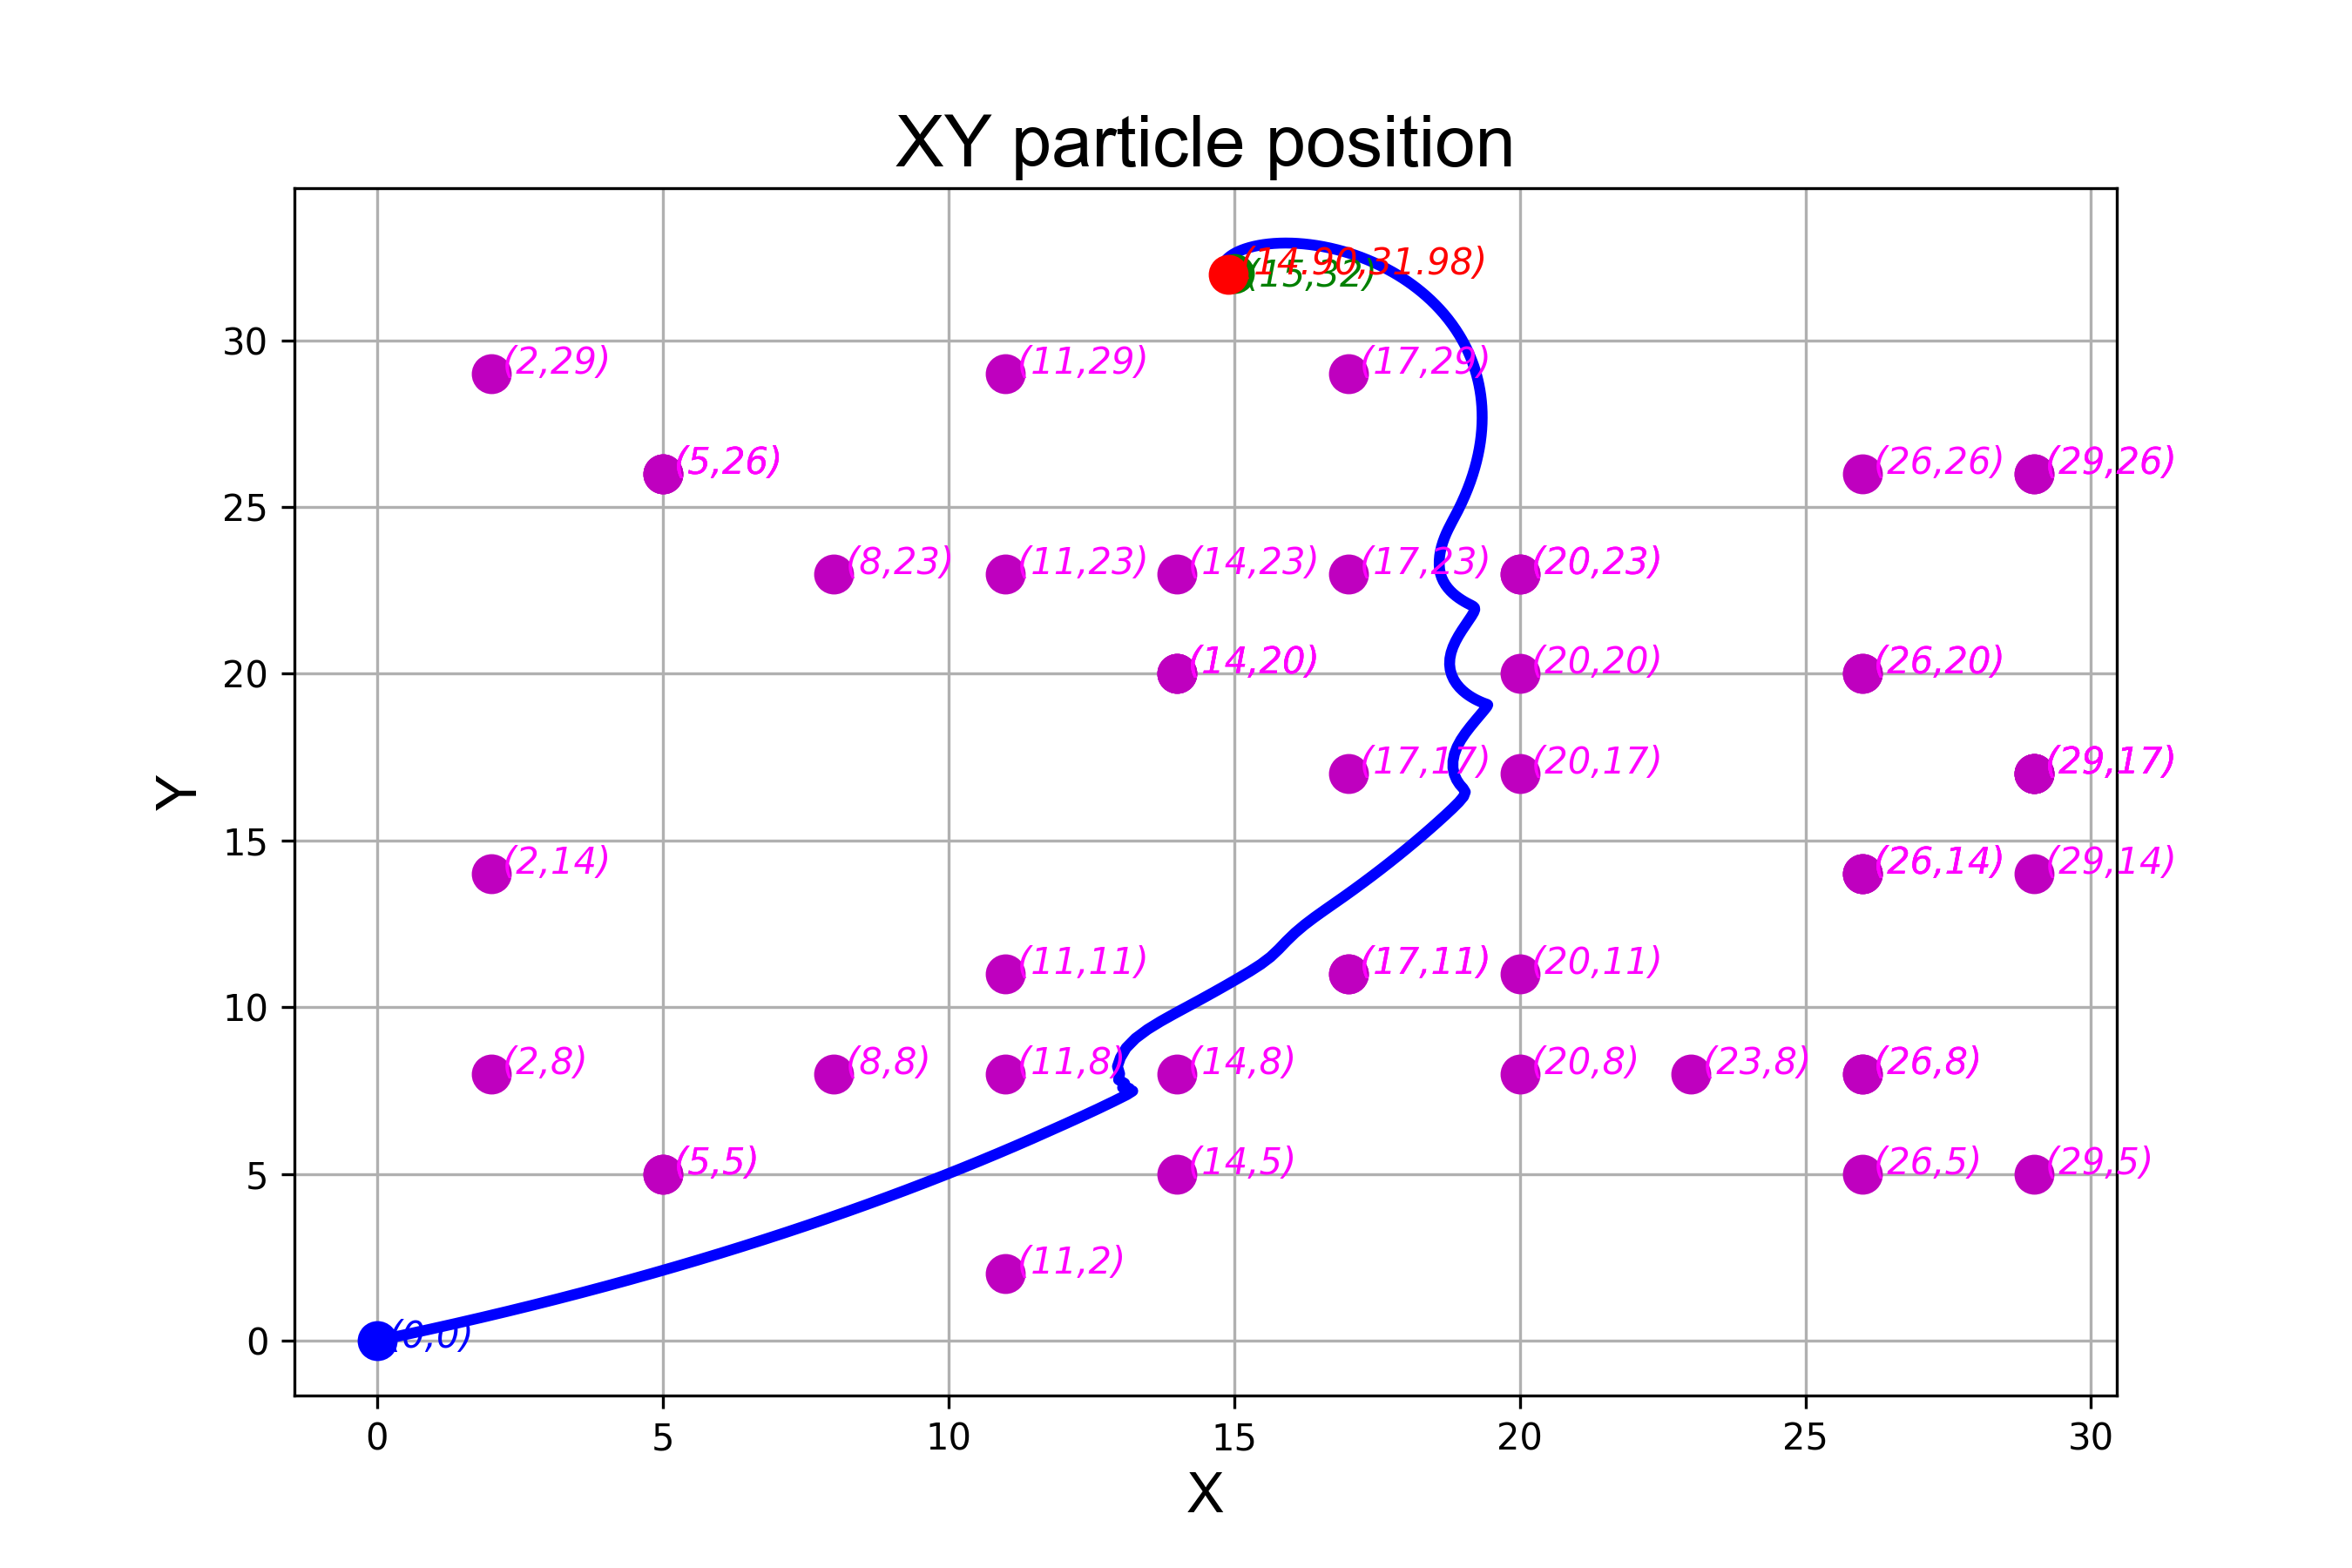 XY particle position
(14.90,31.98)
(15,32)
30
(2,29) (11,29) (17,29)
(5,26) (26,26) (29,26)
25
(8,23) (11,23) (14,23) (17,23) (20,23)
20 (14,20) (20,20) (26,20)
(17,17) (20,17) (29,17)
Y
15
(2,14) (26,14) (29,14)
(11,11) (17,11) (20,11)
10
(2,8) (8,8) (11,8) (14,8) (20,8) (23,8) (26,8)
5 (5,5) (14,5) (26,5) (29,5)
(11,2)
0 (0,0)
0 5 10 15 20 25 30
X